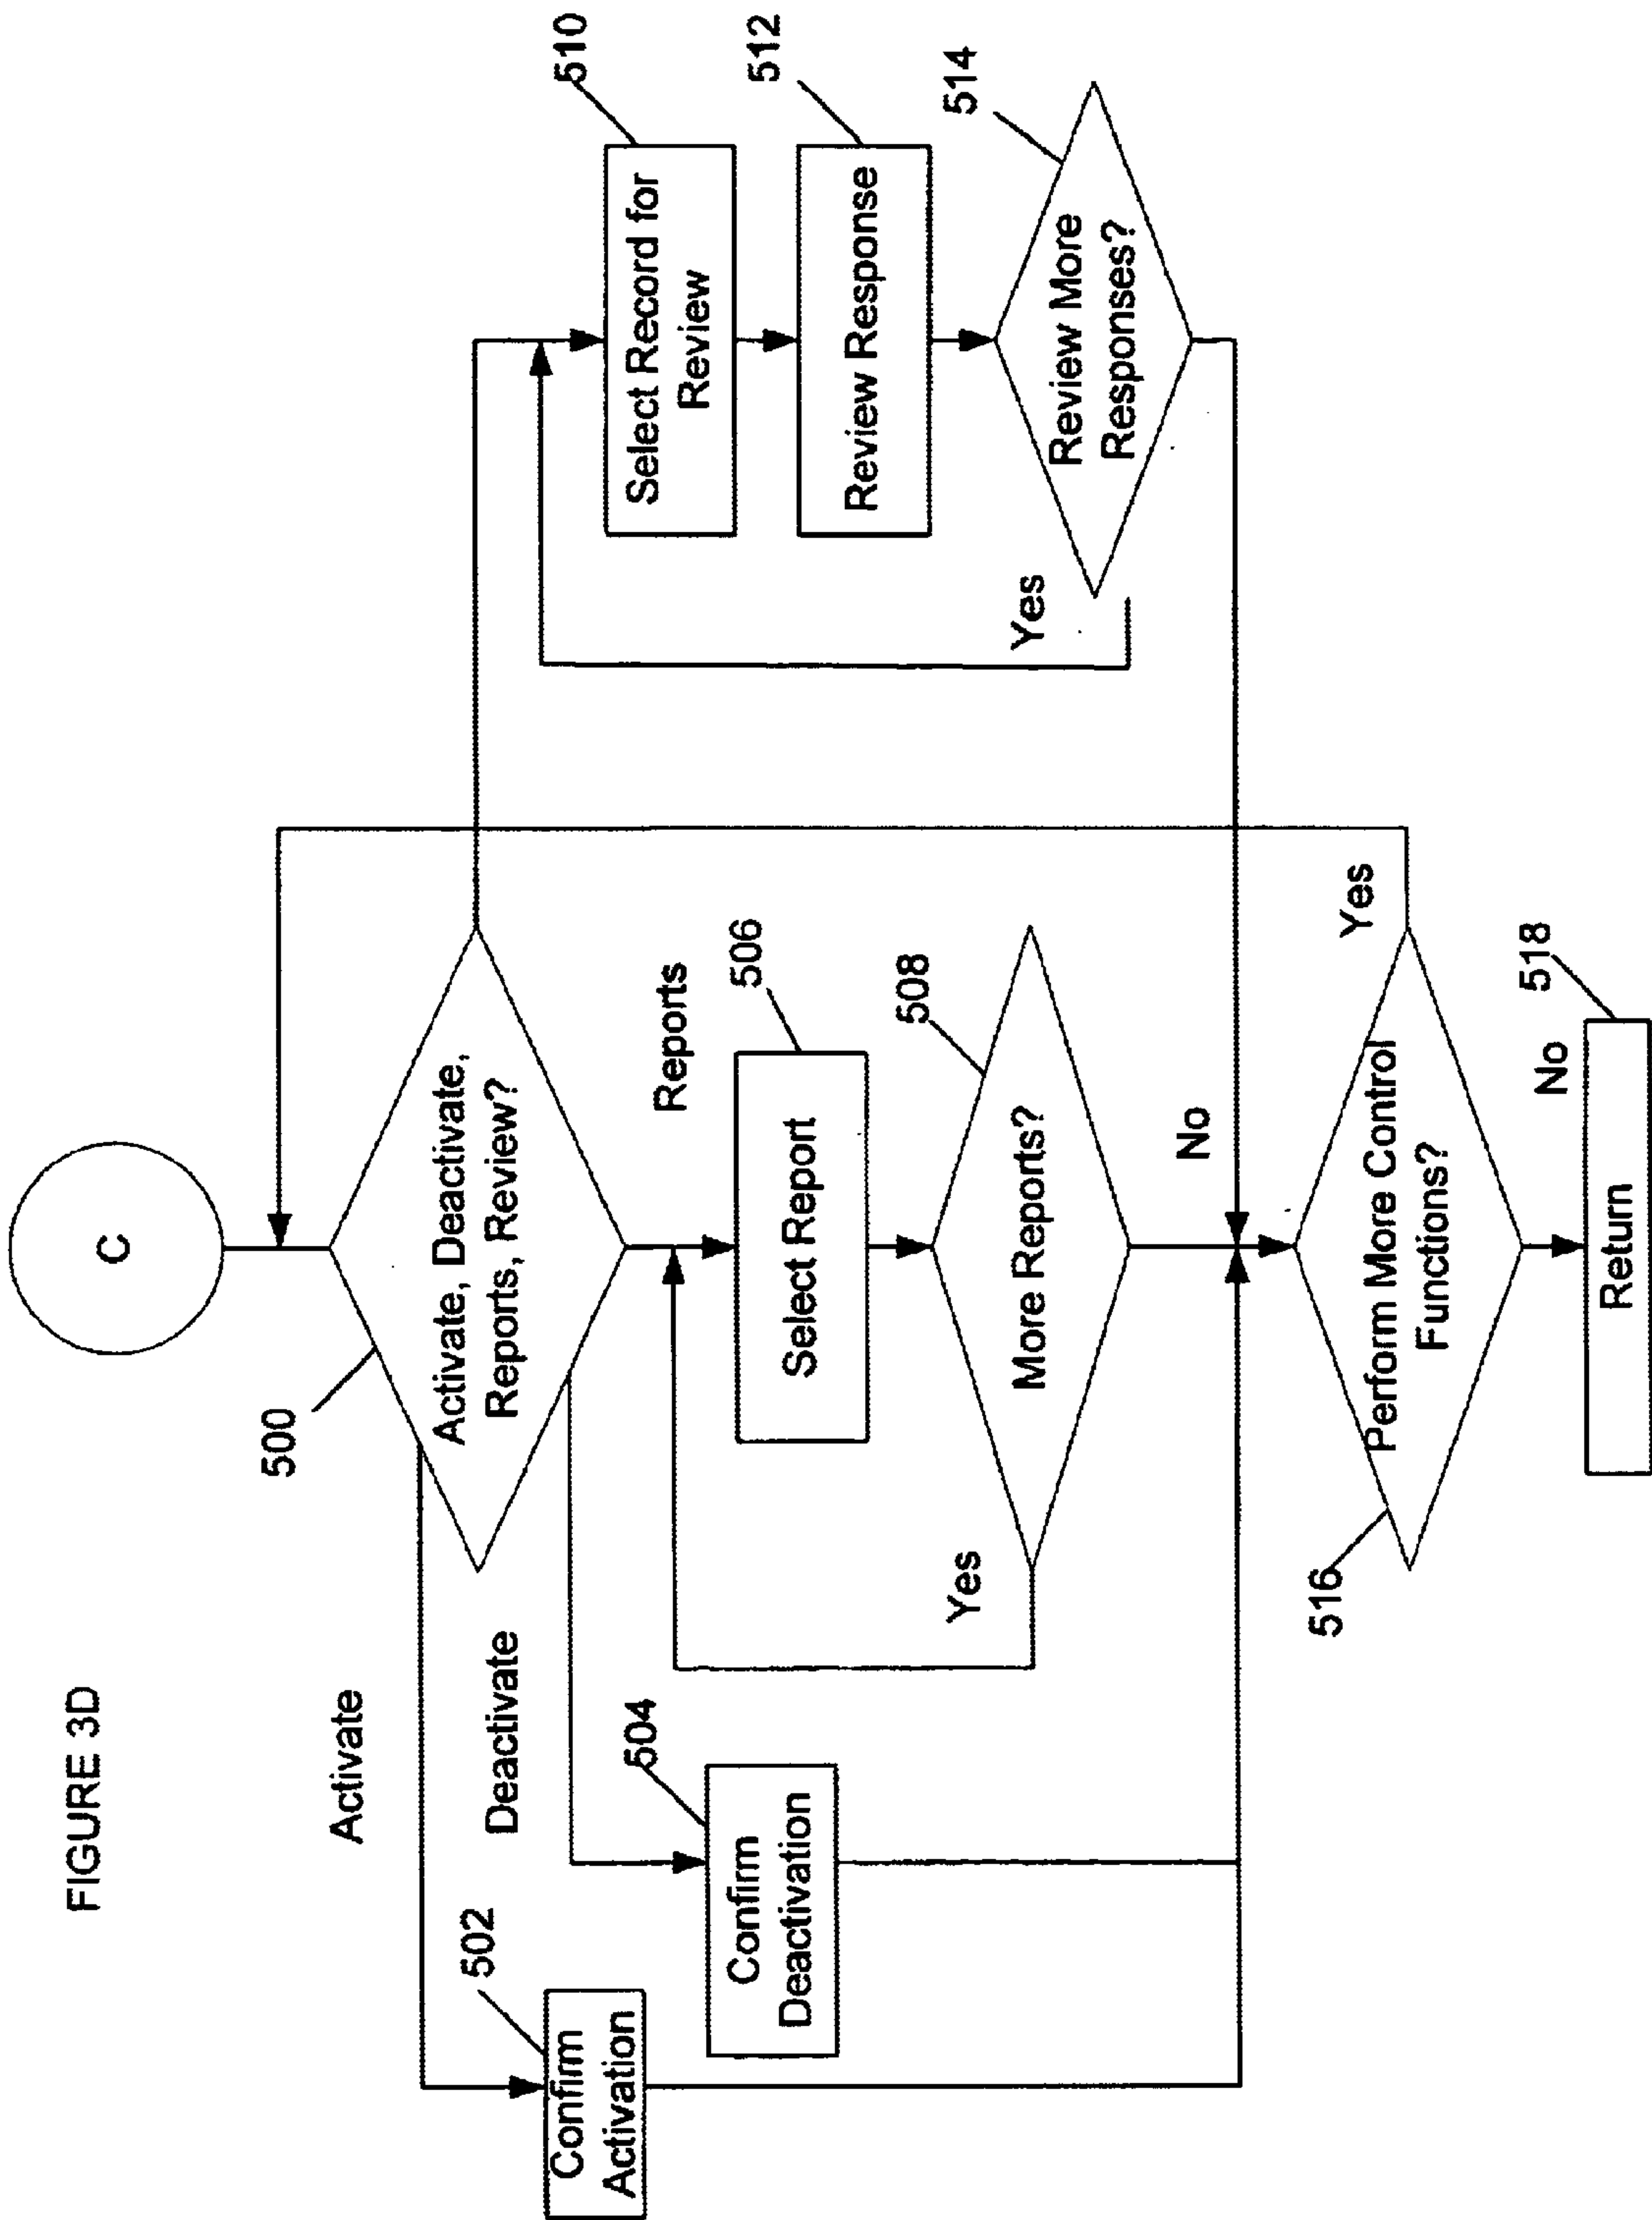 FIGURE 3D
C
500
Activate, Deactivate,
Reports, Review?
Activate
Deactivate
Reports
502
Confirm
Activation
504
Confirm
Deactivation
506
Select Report
508
More Reports?
Yes
No
510
Select Record for
Review
512
Review Response
514
Review More
Responses?
Yes
516
Perform More Control
Functions?
Yes
No
518
Return